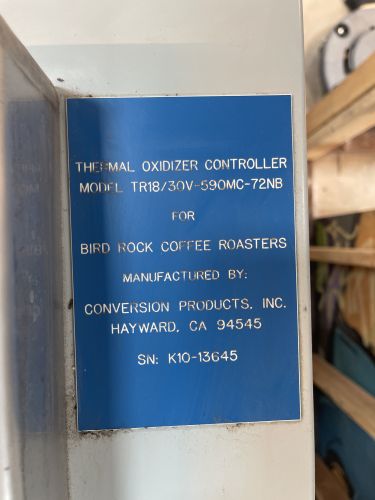 THERMAL OXIDIZER CONTROLLER
MODEL TR18/30V-590MC-72NB
FOR
BIRD ROCK COFFEE ROASTERS
MANUFACTURED BY:
CONVERSION PRODUCTS, INC.
HAYWARD, CA 94545
SN: K10-13645